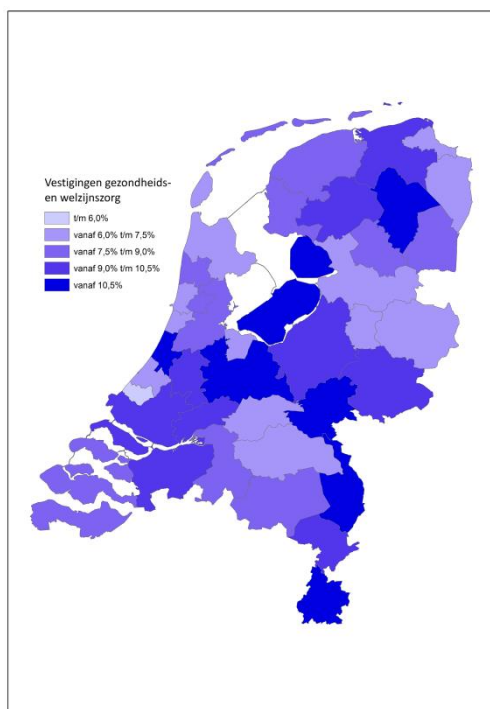 Vestigingen gezondheids-
en welzijnszorg
t/m 6,0%
vanaf 6,0% t/m 7,5%
vanaf 7,5% t/m 9,0%
vanaf 9,0% t/m 10,5%
vanaf 10,5%